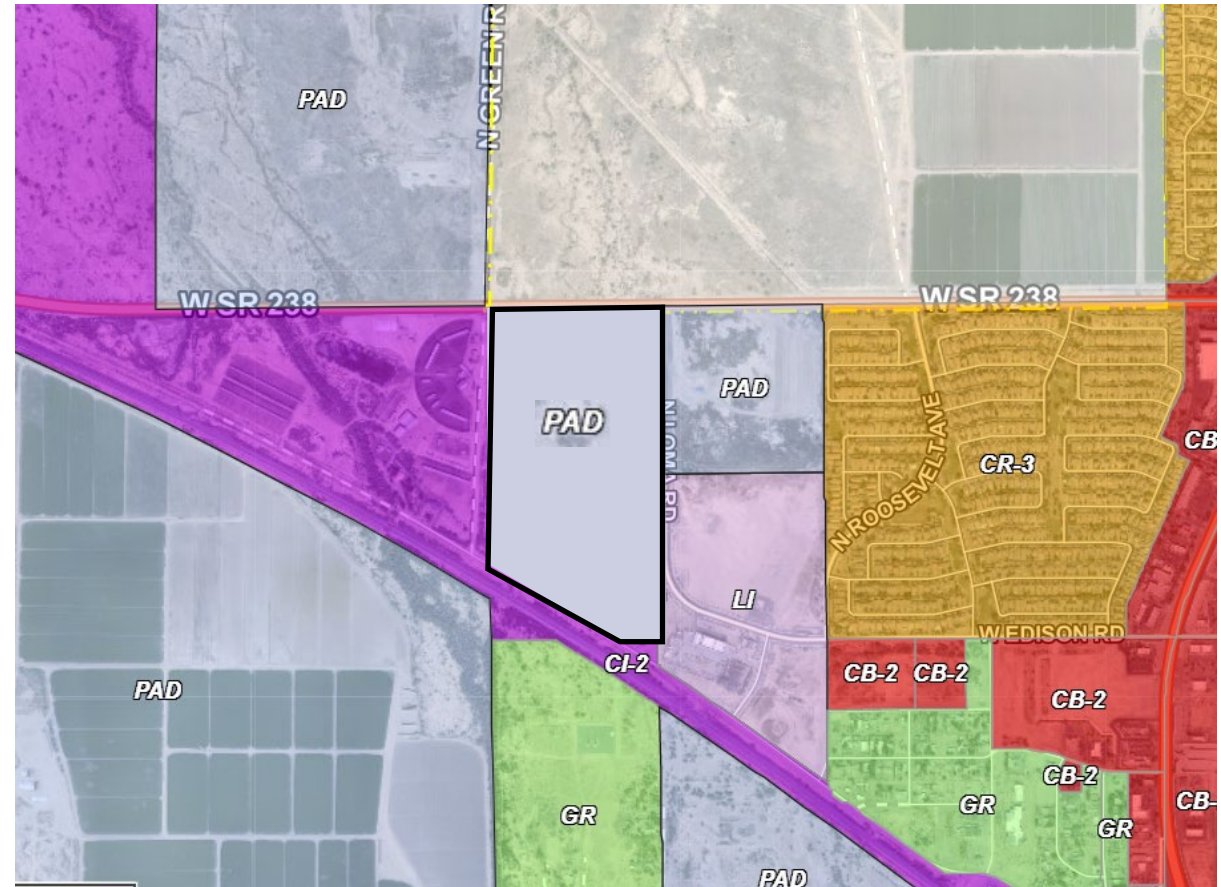 PAD
N GREEN R
W SR 238
W SR 238
PAD
PAD
CB
CR-3
N ROOSEVELT AVE
LI
W EDISON RD
CI-2
CB-2
CB-2
PAD
CB-2
CB-2
CB-
GR
GR
GR
PAD